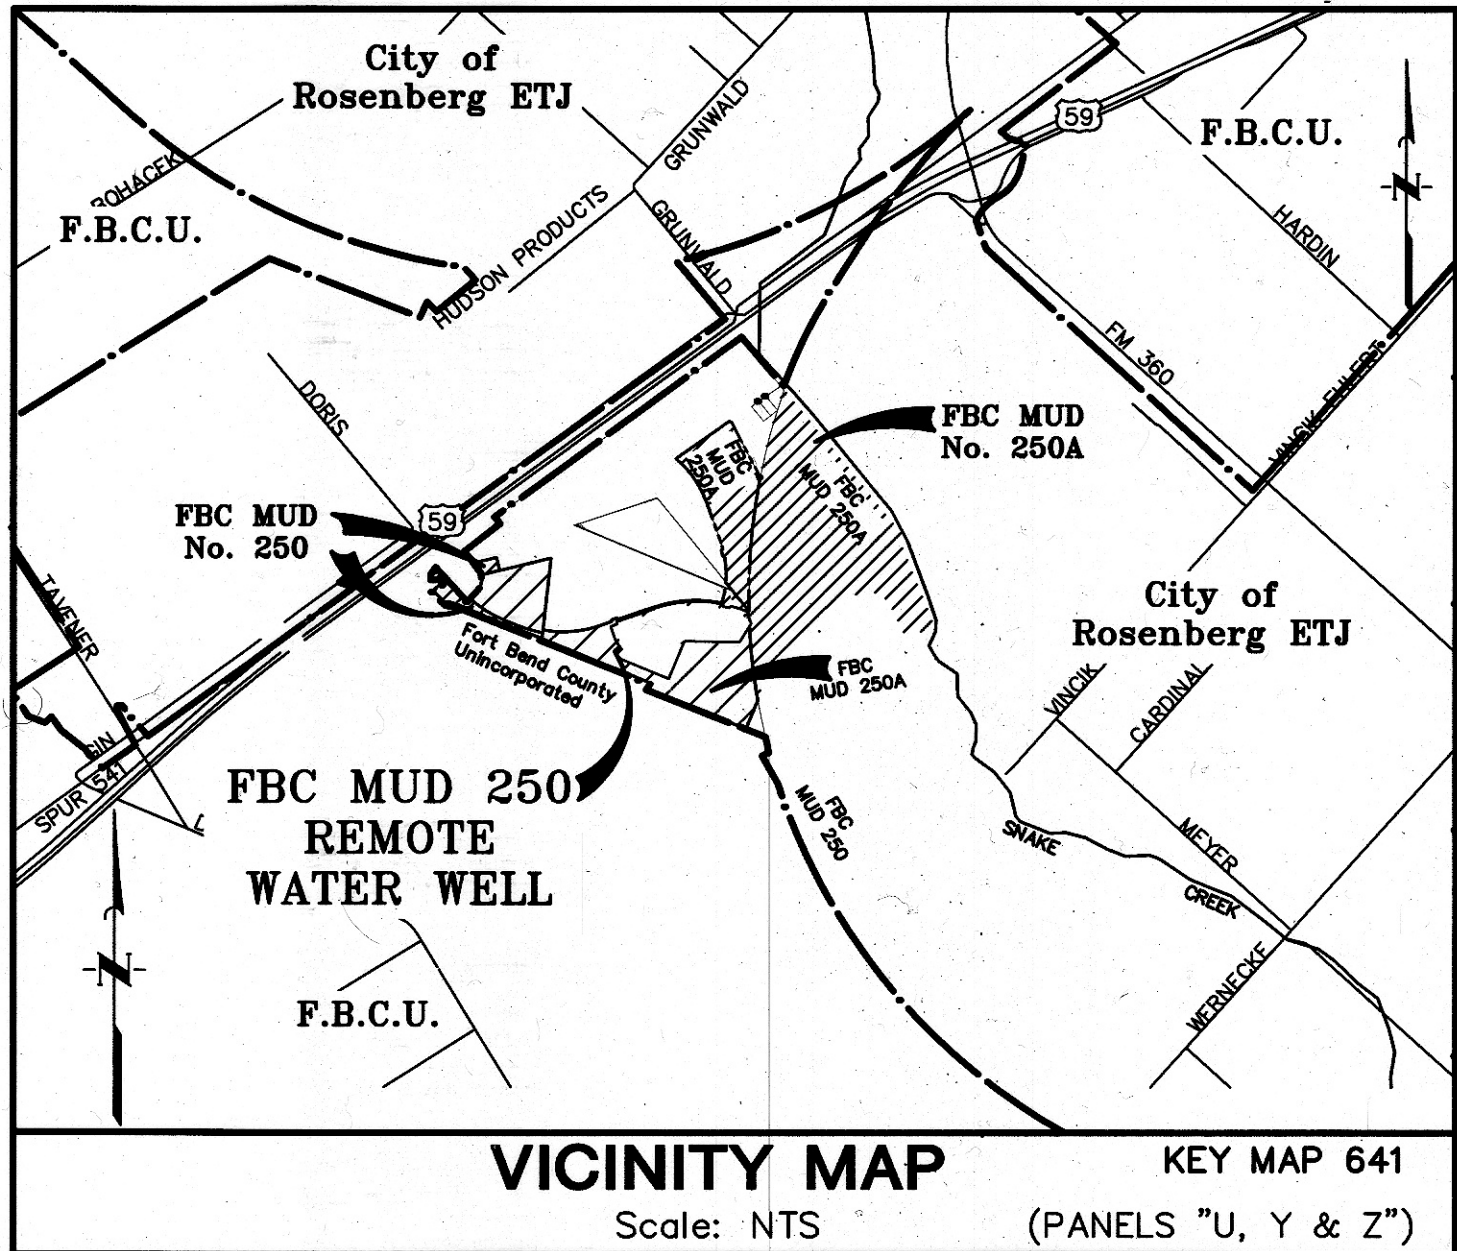 City of
Rosenberg ETJ
59
F.B.C.U.
GRUNWALD
BOHACEK
N
F.B.C.U.
HUDSON PRODUCTS
GRUNWALD
HARDIN
FM 360
DORIS
FBC MUD
No. 250A
FBC
MUD
250A
FBC
MUD 250A
FBC MUD
No. 250
59
TAVENER
City of
Rosenberg ETJ
Fort Bend County
Unincorporated
FBC
MUD 250A
VINCIK
CARDINAL
GIN
SPUR 541
FBC MUD 250
REMOTE
WATER WELL
FBC
MUD 250
SNAKE
MEYER
CREEK
WERNECKE
N
F.B.C.U.
VICINITY MAP
KEY MAP 641
Scale: NTS
(PANELS "U, Y & Z")